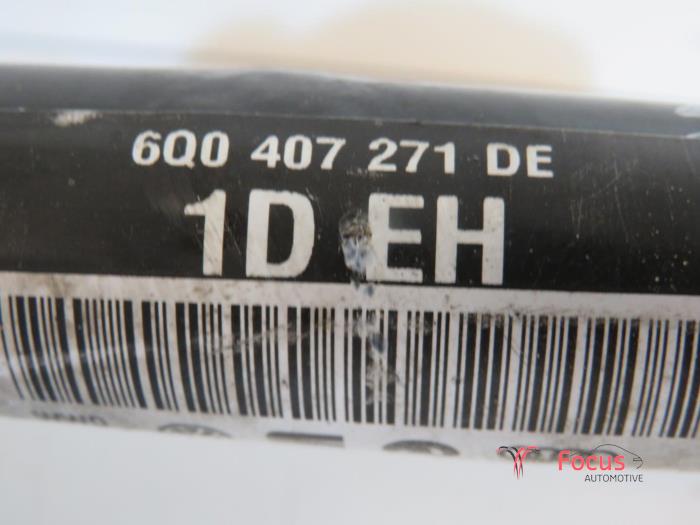 6Q0 407 271 DE
1D EH
Focus
AUTOMOTIVE